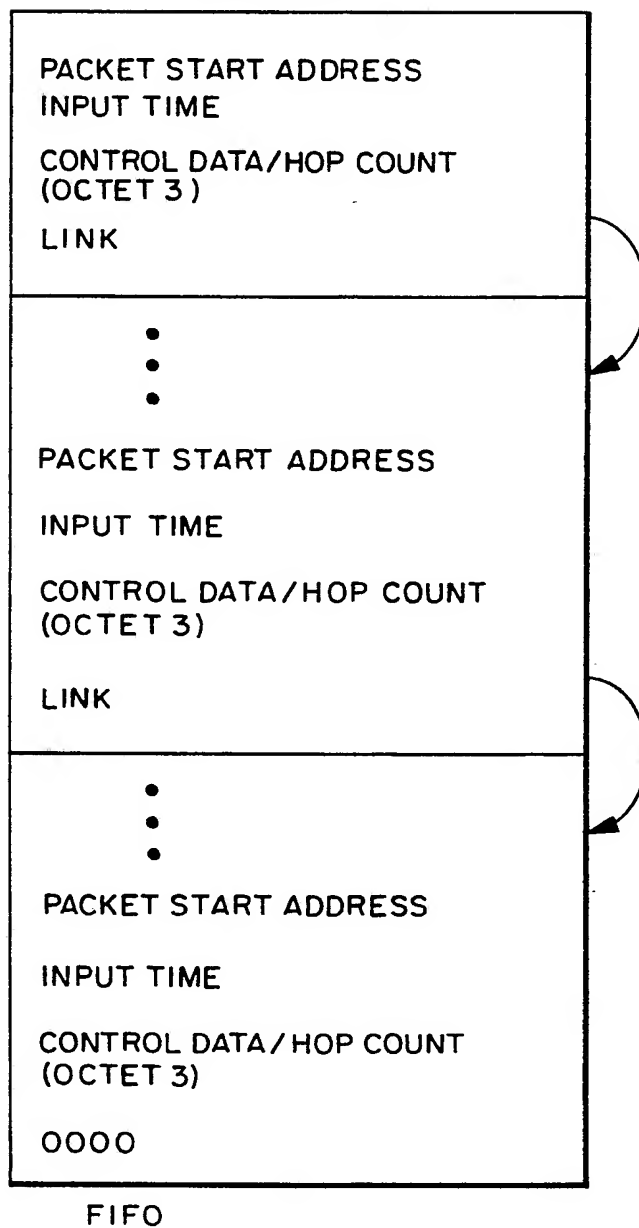 PACKET START ADDRESS
INPUT TIME
CONTROL DATA/HOP COUNT
(OCTET 3)
LINK
PACKET START ADDRESS
INPUT TIME
CONTROL DATA/HOP COUNT
(OCTET 3)
LINK
PACKET START ADDRESS
INPUT TIME
CONTROL DATA/HOP COUNT
(OCTET 3)
0000
FIFO